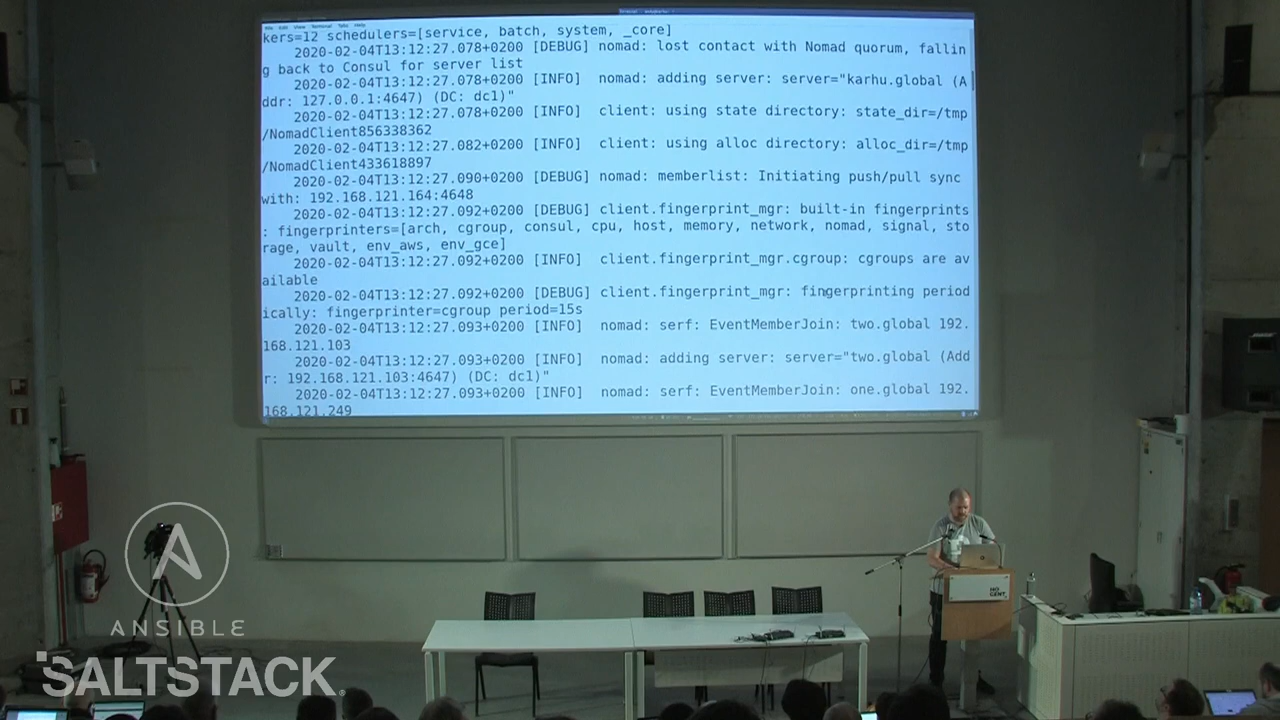 File Edit View Terminal Tabs Help
kers=12 schedulers=[service, batch, system, _core]
2020-02-04T13:12:27.078+0200 [DEBUG] nomad: lost contact with Nomad quorum, fallin
g back to Consul for server list
2020-02-04T13:12:27.078+0200 [INFO]  nomad: adding server: server="karhu.global (A
ddr: 127.0.0.1:4647) (DC: dc1)"
2020-02-04T13:12:27.078+0200 [INFO]  client: using state directory: state_dir=/tmp
/NomadClient856338362
2020-02-04T13:12:27.082+0200 [INFO]  client: using alloc directory: alloc_dir=/tmp
/NomadClient433618897
2020-02-04T13:12:27.090+0200 [DEBUG] nomad: memberlist: Initiating push/pull sync
with: 192.168.121.164:4648
2020-02-04T13:12:27.092+0200 [DEBUG] client.fingerprint_mgr: built-in fingerprints
: fingerprinters=[arch, cgroup, consul, cpu, host, memory, network, nomad, signal, sto
rage, vault, env_aws, env_gce]
2020-02-04T13:12:27.092+0200 [INFO]  client.fingerprint_mgr.cgroup: cgroups are av
ailable
2020-02-04T13:12:27.092+0200 [DEBUG] client.fingerprint_mgr: fingerprinting period
ically: fingerprinter=cgroup period=15s
2020-02-04T13:12:27.093+0200 [INFO]  nomad: serf: EventMemberJoin: two.global 192.
168.121.103
2020-02-04T13:12:27.093+0200 [INFO]  nomad: adding server: server="two.global (Add
r: 192.168.121.103:4647) (DC: dc1)"
2020-02-04T13:12:27.093+0200 [INFO]  nomad: serf: EventMemberJoin: one.global 192.
168.121.249
HO
GENT
ANSIBLE
SALTSTACK